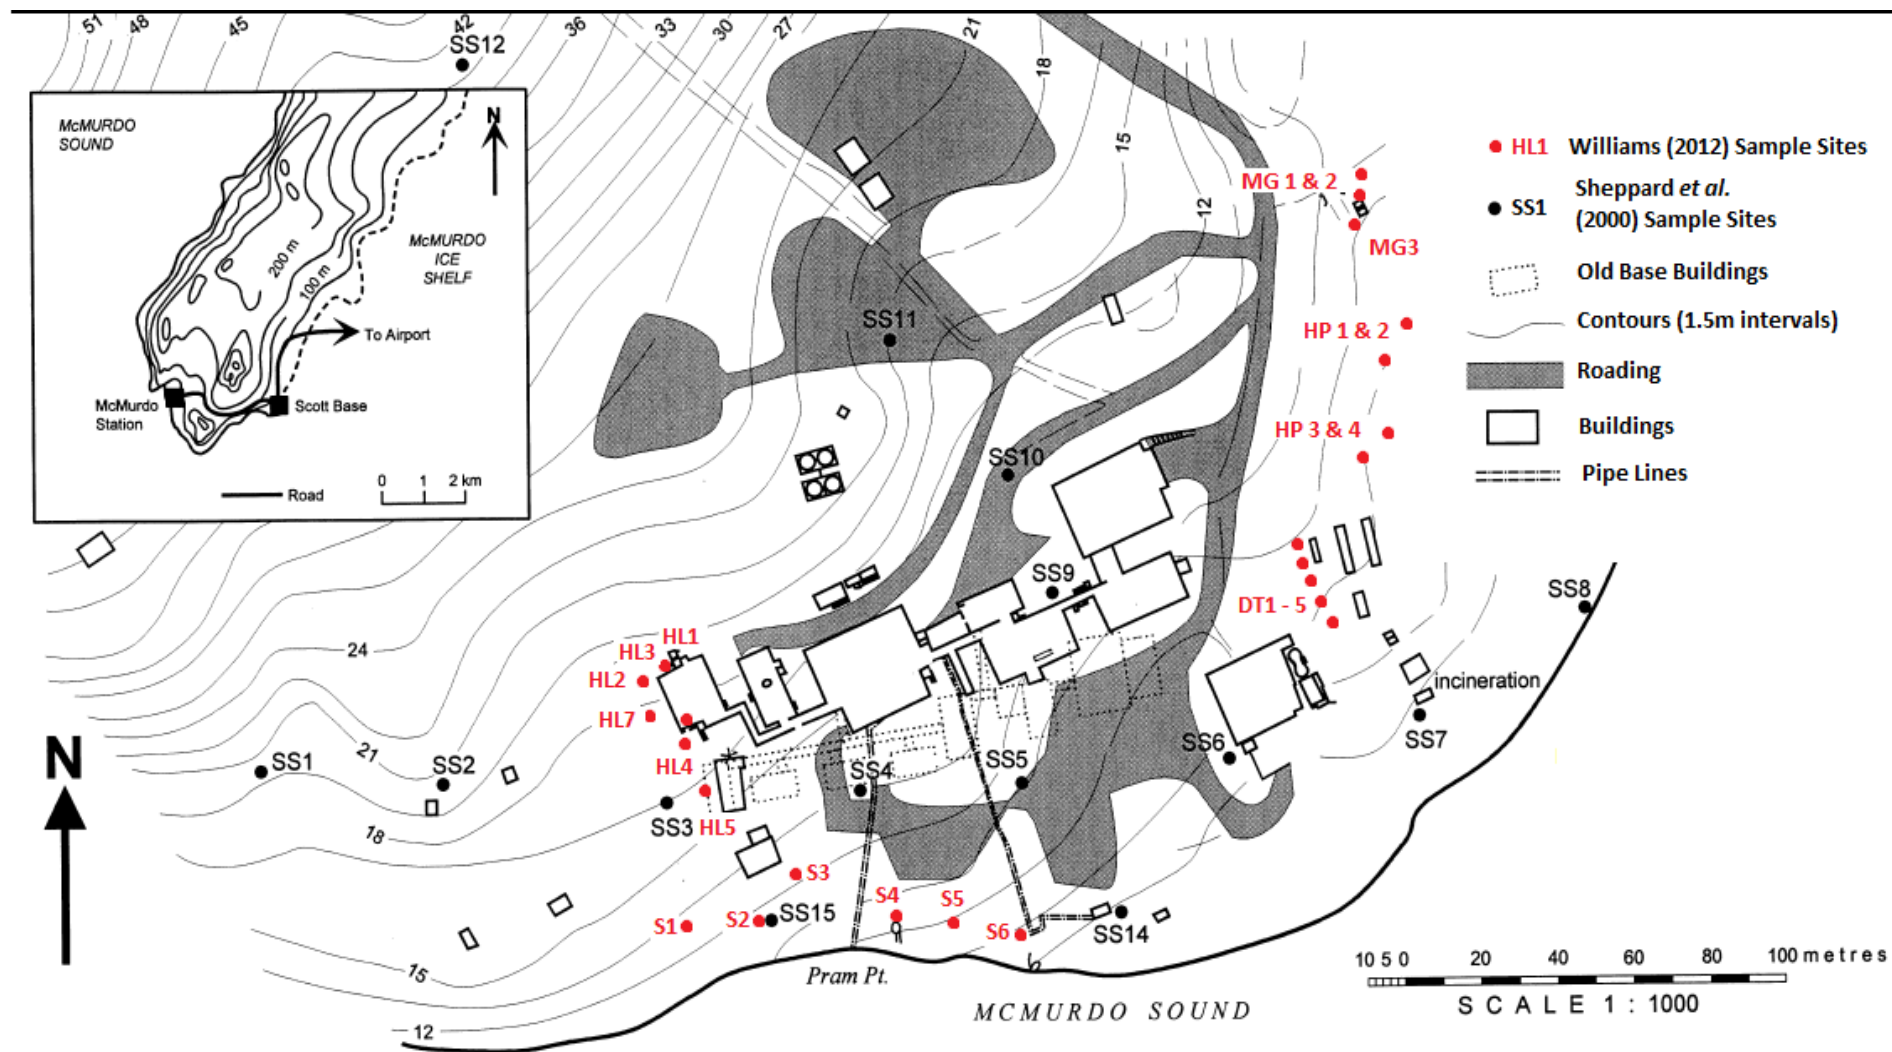 51
48
45
42
36
33
30
27
21
18
15
12
SS12
McMURDO
SOUND
N
McMURDO
ICE
SHELF
200 m
100 m
To Airport
McMurdo
Station
Scott Base
Road
0 1 2 km
HL1 Williams (2012) Sample Sites
SS1 Sheppard et al.
(2000) Sample Sites
Old Base Buildings
Contours (1.5m intervals)
Roading
Buildings
Pipe Lines
MG 1 & 2
MG3
HP 1 & 2
HP 3 & 4
SS11
SS10
SS9
DT1 - 5
SS8
incineration
SS7
SS6
24
HL1
HL3
HL2
HL7
HL4
HL5
21
SS1
SS2
SS3
SS4
SS5
18
S3
S1
S2
SS15
S4
S5
S6
SS14
15
12
N
Pram Pt.
MCMURDO SOUND
10 5 0 20 40 60 80 100 metres
SCALE 1 : 1000